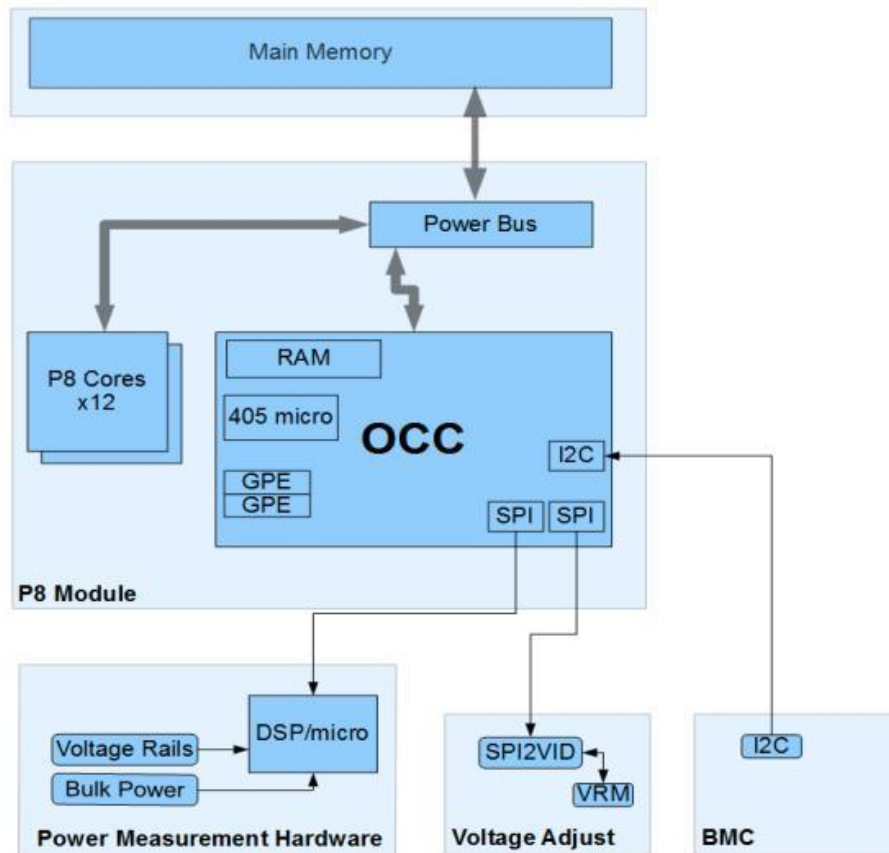 Main Memory
Power Bus
P8 Cores
x12
RAM
405 micro
OCC
I2C
GPE
GPE
SPI
SPI
P8 Module
DSP/micro
Voltage Rails
Bulk Power
Power Measurement Hardware
SPI2VID
VRM
Voltage Adjust
I2C
BMC